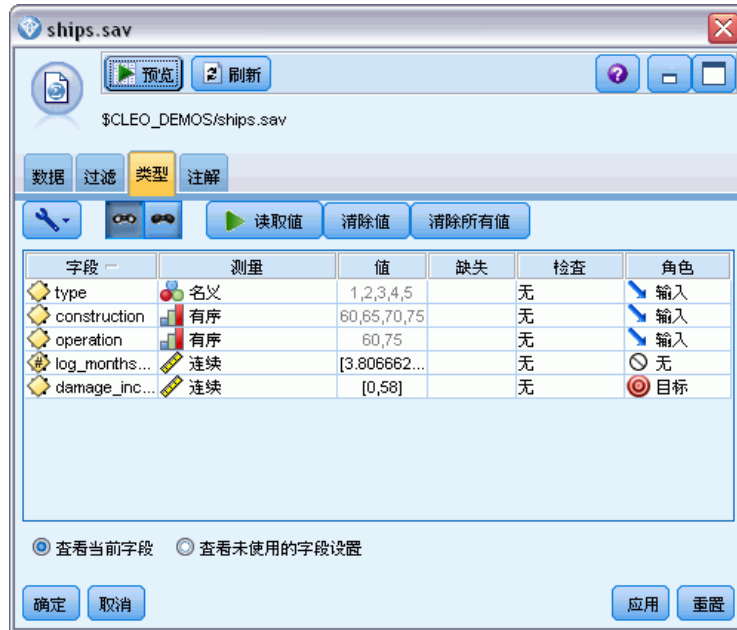 ships.sav
预览 刷新
$CLEO_DEMOS/ships.sav
数据 过滤 类型 注解
读取值 清除值 清除所有值
字段 测量 值 缺失 检查 角色
type 名义 1,2,3,4,5 无 输入
construction 有序 60,65,70,75 无 输入
operation 有序 60,75 无 输入
log_months... 连续 [3.806662... 无 无
damage_inc... 连续 [0,58] 无 目标
查看当前字段 查看未使用的字段设置
确定 取消 应用 重置